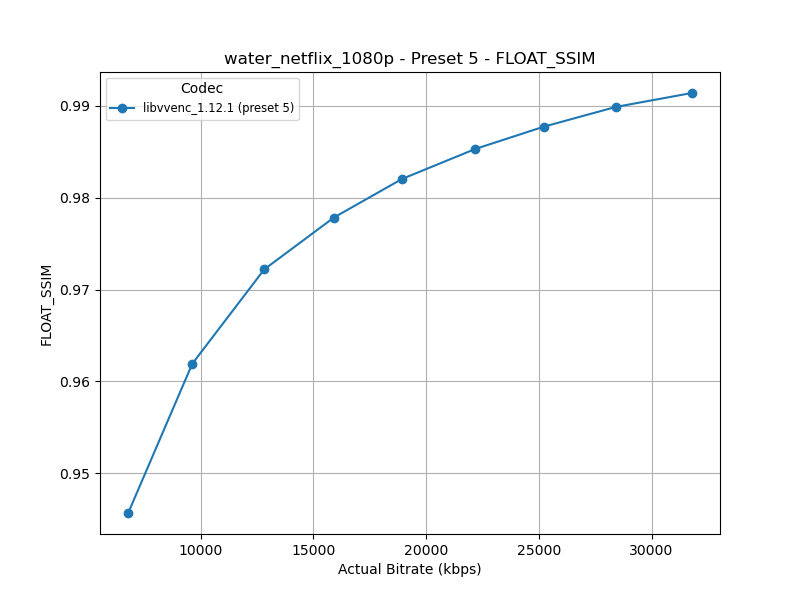 water_netflix_1080p - Preset 5 - FLOAT_SSIM
Codec
libvvenc_1.12.1 (preset 5)
FLOAT_SSIM
0.99
0.98
0.97
0.96
0.95
10000
15000
20000
25000
30000
Actual Bitrate (kbps)